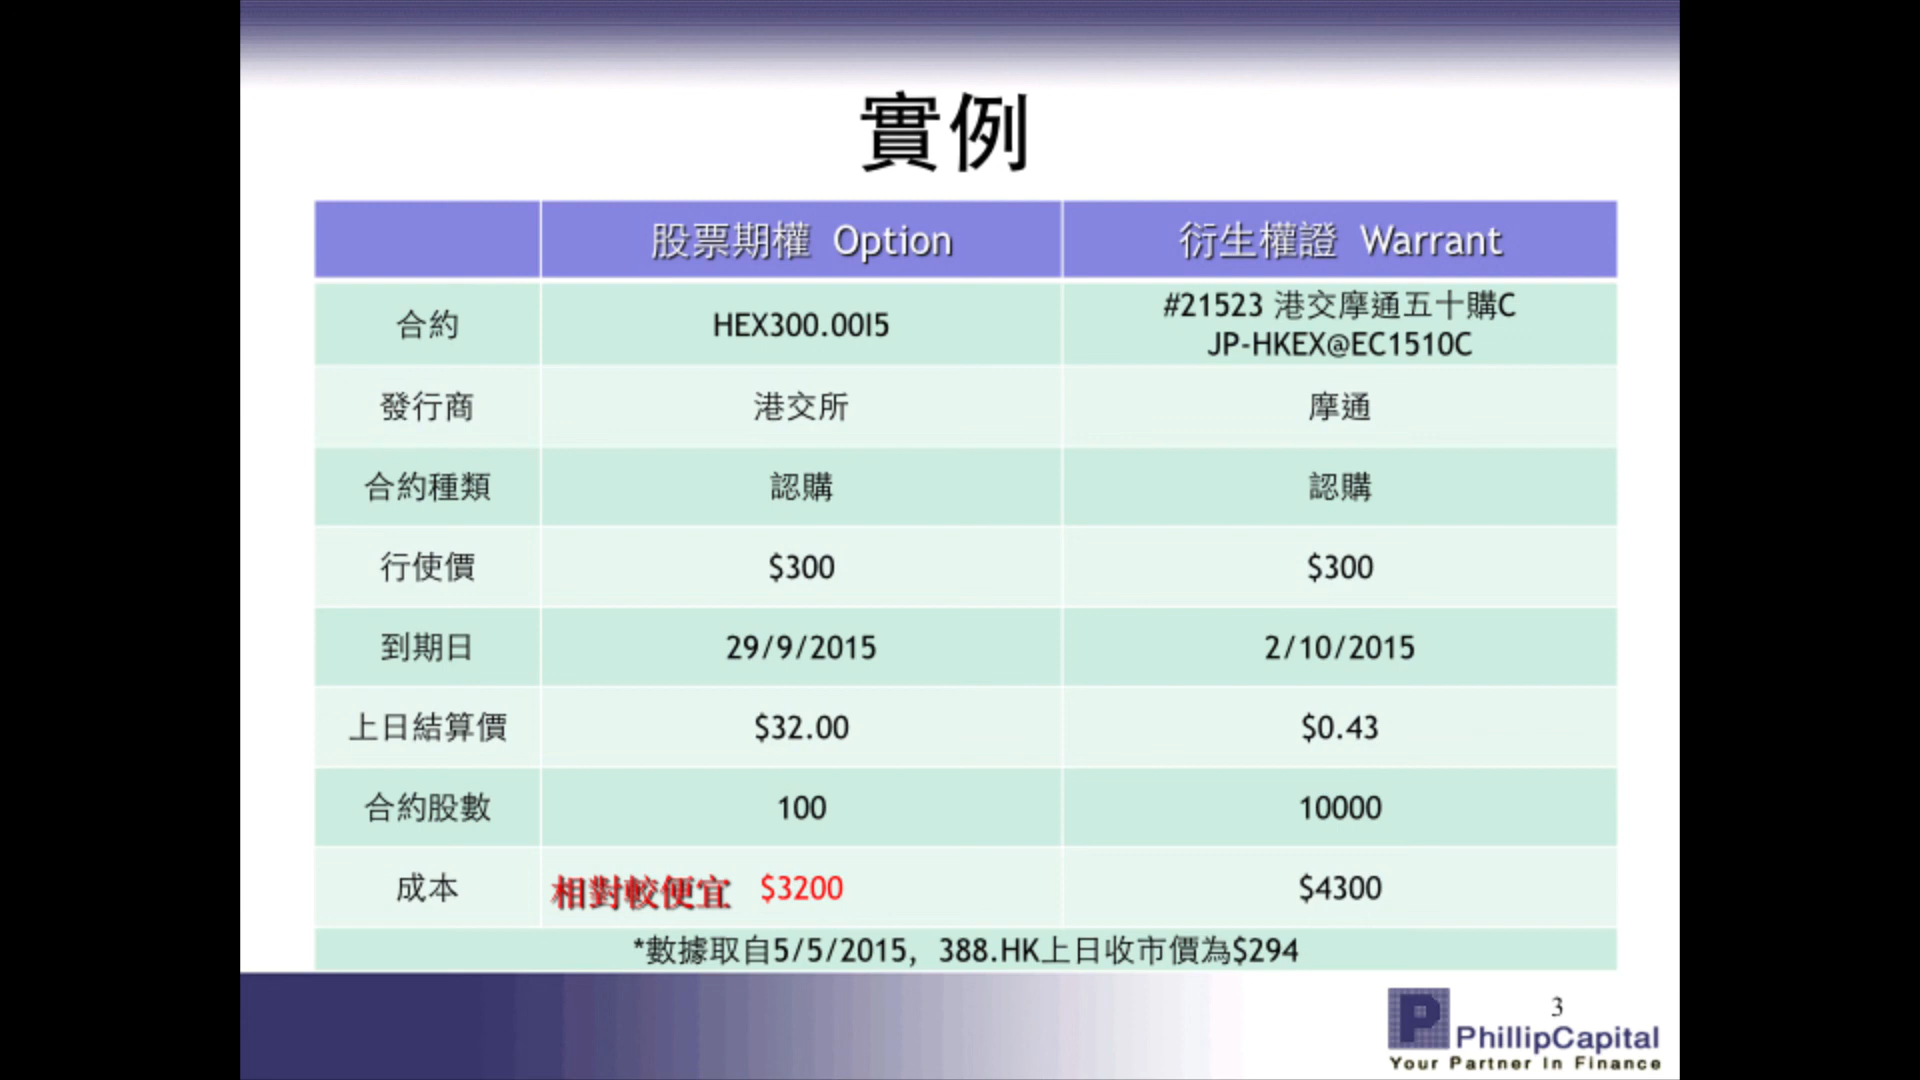 實例
股票期權 Option
衍生權證 Warrant
合約
HEX300.00I5
#21523 港交摩通五十購C
JP-HKEX@EC1510C
發行商
港交所
摩通
合約種類
認購
認購
行使價
$300
$300
到期日
29/9/2015
2/10/2015
上日結算價
$32.00
$0.43
合約股數
100
10000
成本
相對較便宜 $3200
$4300
*數據取自5/5/2015, 388.HK上日收市價為$294
3
PhillipCapital
Your Partner In Finance